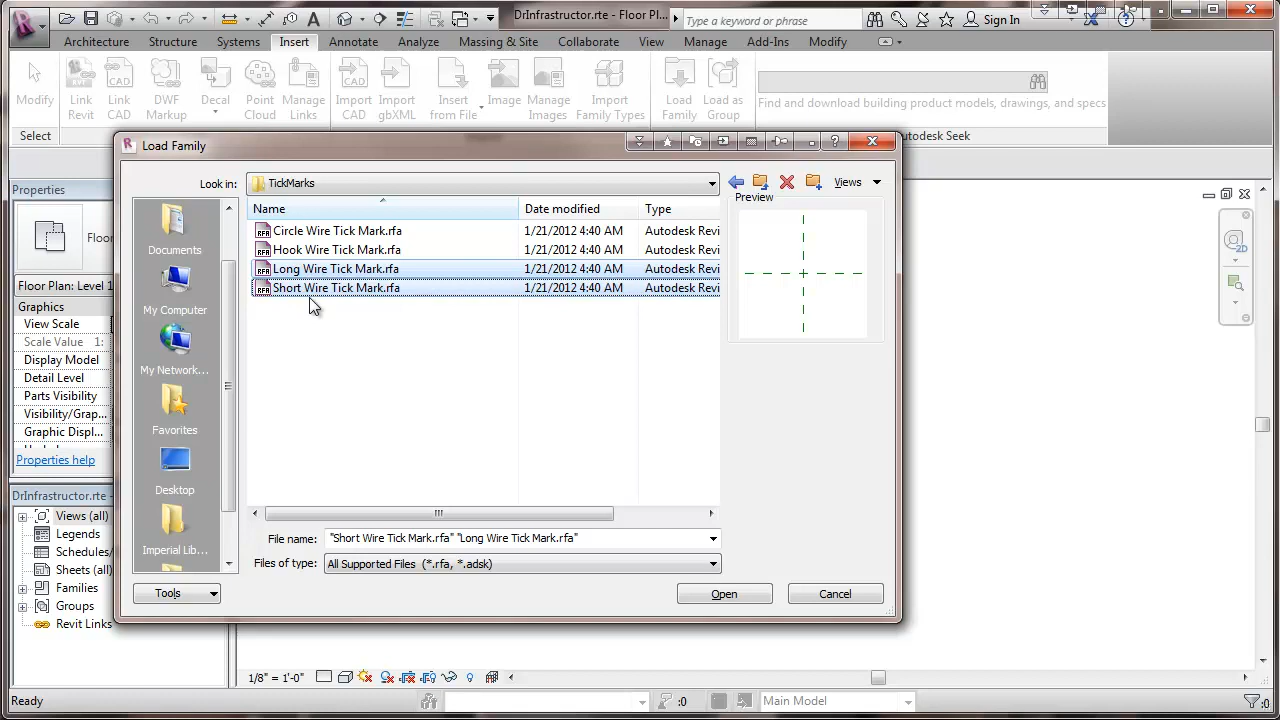 DrInfrastructor.rte - Floor Pl...
Type a keyword or phrase
Sign In
Architecture Structure Systems Insert Annotate Analyze Massing & Site Collaborate View Manage Add-Ins Modify
Modify
Link Revit
Link CAD
DWF Markup
Decal
Point Cloud
Manage Links
Import CAD
Import gbXML
Insert from File
Image
Manage Images
Import Family Types
Load Family
Load as Group
Find and download building product models, drawings, and specs
Select
utodesk Seek
Load Family
Look in: TickMarks
Views
Name Date modified Type
Circle Wire Tick Mark.rfa 1/21/2012 4:40 AM Autodesk Revi
Hook Wire Tick Mark.rfa 1/21/2012 4:40 AM Autodesk Revi
Long Wire Tick Mark.rfa 1/21/2012 4:40 AM Autodesk Revi
Short Wire Tick Mark.rfa 1/21/2012 4:40 AM Autodesk Revi
Preview
Documents
My Computer
My Network...
Favorites
Desktop
Imperial Lib...
File name: "Short Wire Tick Mark.rfa" "Long Wire Tick Mark.rfa"
Files of type: All Supported Files (*.rfa, *.adsk)
Tools
Open
Cancel
Properties
Floor
Floor Plan: Level 1
Graphics
View Scale
Scale Value 1:
Display Model
Detail Level
Parts Visibility
Visibility/Grap...
Graphic Displ...
Properties help
DrInfrastructor.rte
Views (all)
Legends
Schedules/
Sheets (all)
Families
Groups
Revit Links
1/8" = 1'-0"
Ready
:0
Main Model
:0